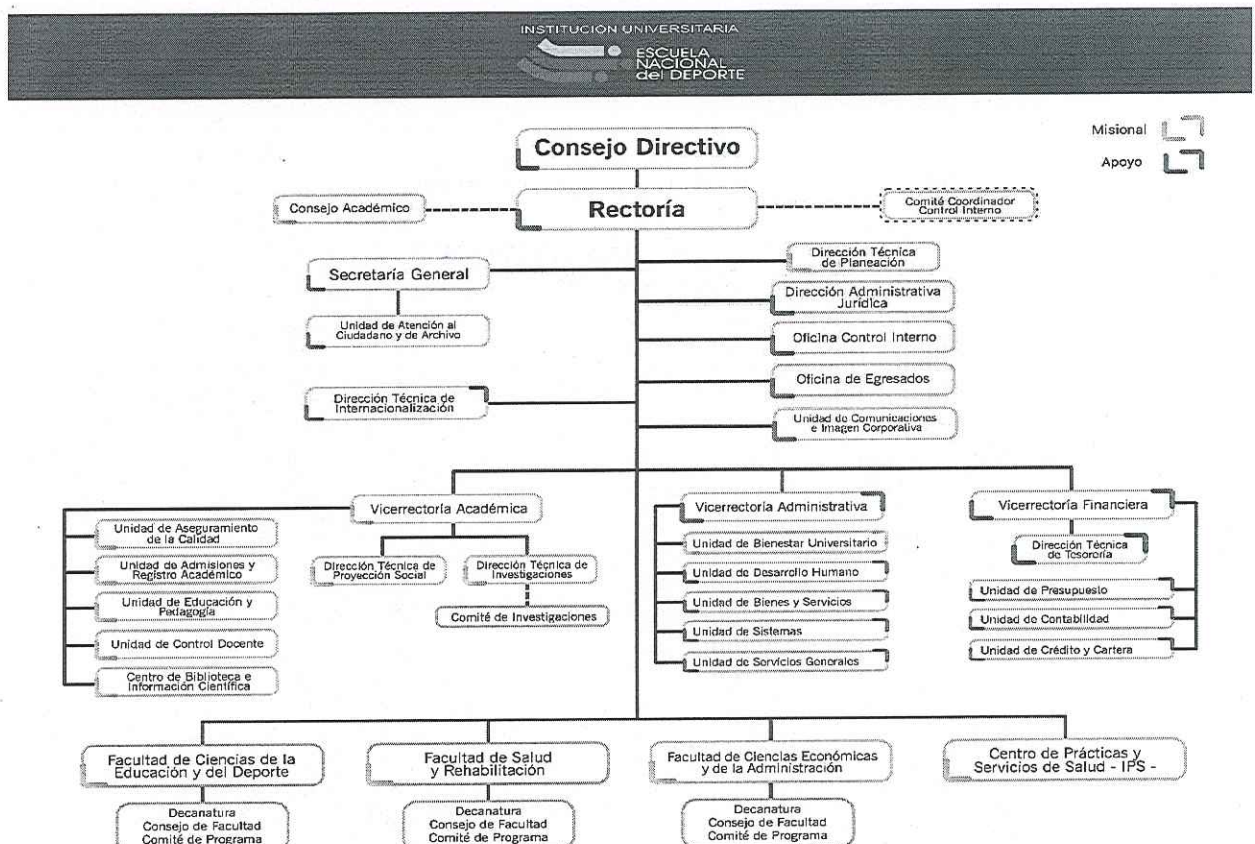 INSTITUCIÓN UNIVERSITARIA
ESCUELA
NACIONAL
del DEPORTE
Misional
Apoyo
Consejo Directivo
Consejo Académico
Rectoría
Comité Coordinador
Control Interno
Secretaría General
Unidad de Atención al
Ciudadano y de Archivo
Dirección Técnica de
Internacionalización
Dirección Técnica
de Planeación
Dirección Administrativa
Jurídica
Oficina Control Interno
Oficina de Egresados
Unidad de Comunicaciones
e Imagen Corporativa
Vicerrectoría Académica
Unidad de Aseguramiento
de la Calidad
Unidad de Admisiones y
Registro Académico
Unidad de Educación y
Pedagogía
Unidad de Control Docente
Centro de Biblioteca e
Información Científica
Dirección Técnica de
Proyección Social
Dirección Técnica de
Investigaciones
Comité de Investigaciones
Vicerrectoría Administrativa
Unidad de Bienestar Universitario
Unidad de Desarrollo Humano
Unidad de Bienes y Servicios
Unidad de Sistemas
Unidad de Servicios Generales
Vicerrectoría Financiera
Dirección Técnica
de Tesorería
Unidad de Presupuesto
Unidad de Contabilidad
Unidad de Crédito y Cartera
Facultad de Ciencias de la
Educación y del Deporte
Decanatura
Consejo de Facultad
Comité de Programa
Facultad de Salud
y Rehabilitación
Decanatura
Consejo de Facultad
Comité de Programa
Facultad de Ciencias Económicas
y de la Administración
Decanatura
Consejo de Facultad
Comité de Programa
Centro de Prácticas y
Servicios de Salud - IPS -